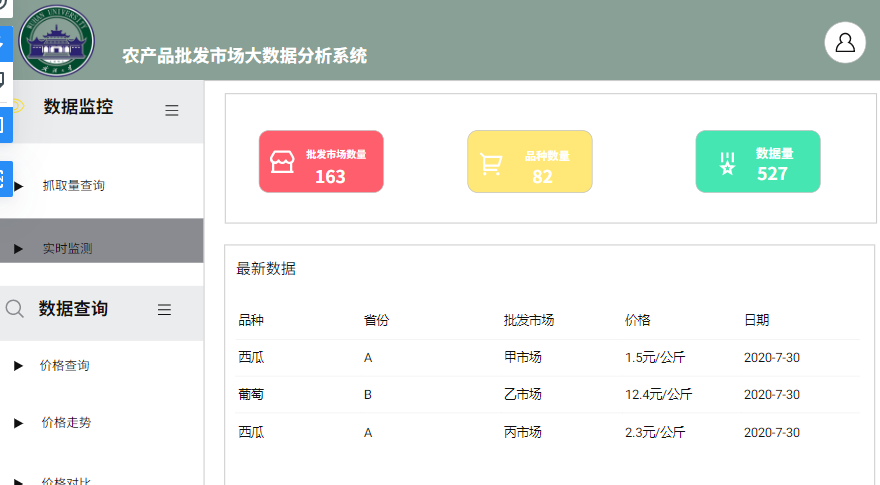 WUHAN UNIVERSITY
农产品批发市场大数据分析系统
数据监控
抓取量查询
实时监测
数据查询
价格查询
价格走势
价格对比
批发市场数量
163
品种数量
82
数据量
527
最新数据
品种 省份 批发市场 价格 日期
西瓜 A 甲市场 1.5元/公斤 2020-7-30
葡萄 B 乙市场 12.4元/公斤 2020-7-30
西瓜 A 丙市场 2.3元/公斤 2020-7-30